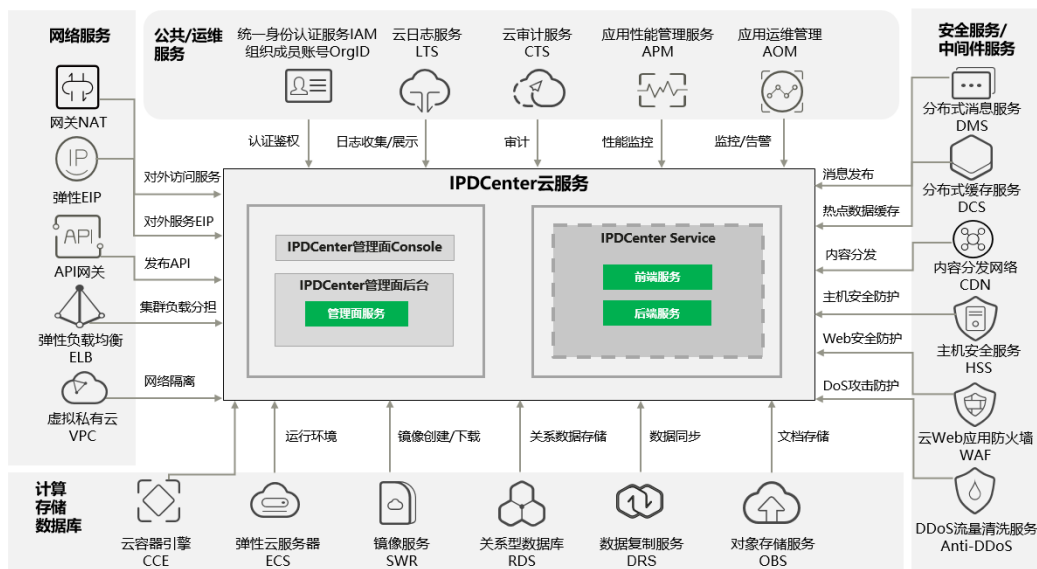 网络服务
网关NAT
弹性EIP
API
API网关
弹性负载均衡
ELB
虚拟私有云
VPC
公共/运维
服务
统一身份认证服务IAM
组织成员账号OrgID
云日志服务
LTS
云审计服务
CTS
应用性能管理服务
APM
应用运维管理
AOM
安全服务/
中间件服务
分布式消息服务
DMS
分布式缓存服务
DCS
内容分发网络
CDN
主机安全服务
HSS
云Web应用防火墙
WAF
DDoS流量清洗服务
Anti-DDoS
认证鉴权
日志收集/展示
审计
性能监控
监控/告警
对外访问服务
对外服务EIP
发布API
集群负载分担
网络隔离
IP
IPDCenter云服务
IPDCenter管理面Console
IPDCenter管理面后台
管理面服务
IPDCenter Service
前端服务
后端服务
消息发布
热点数据缓存
内容分发
主机安全防护
Web安全防护
DoS攻击防护
运行环境
镜像创建/下载
关系数据存储
数据同步
文档存储
计算
存储
数据库
云容器引擎
CCE
弹性云服务器
ECS
镜像服务
SWR
关系型数据库
RDS
数据复制服务
DRS
对象存储服务
OBS